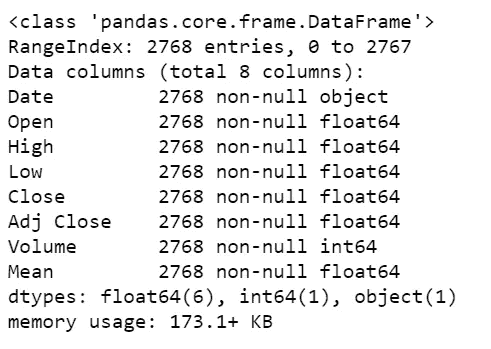 <class 'pandas.core.frame.DataFrame'>
RangeIndex: 2768 entries, 0 to 2767
Data columns (total 8 columns):
Date         2768 non-null object
Open         2768 non-null float64
High         2768 non-null float64
Low          2768 non-null float64
Close        2768 non-null float64
Adj Close    2768 non-null float64
Volume       2768 non-null int64
Mean         2768 non-null float64
dtypes: float64(6), int64(1), object(1)
memory usage: 173.1+ KB